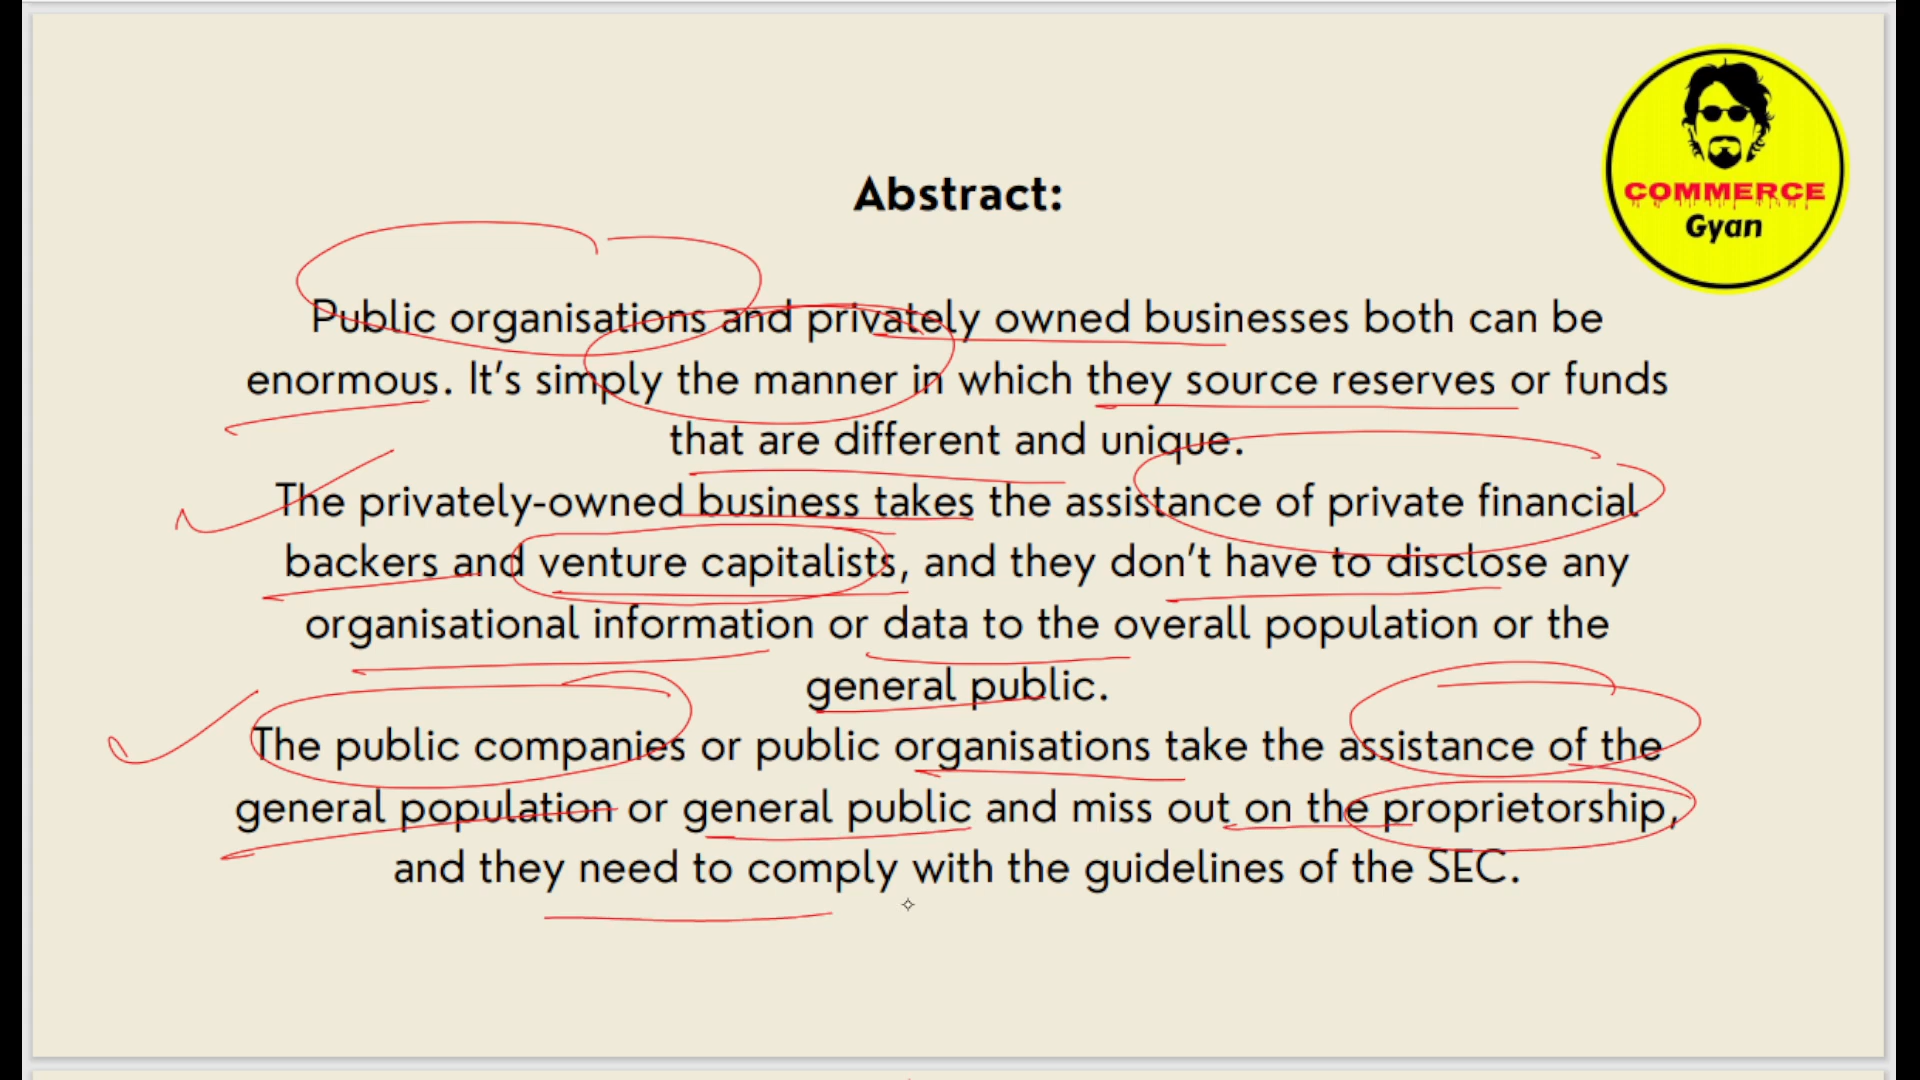 COMMERCE
Gyan
Abstract:
Public organisations and privately owned businesses both can be
enormous. It's simply the manner in which they source reserves or funds
that are different and unique.
The privately-owned business takes the assistance of private financial
backers and venture capitalists, and they don't have to disclose any
organisational information or data to the overall population or the
general public.
The public companies or public organisations take the assistance of the
general population or general public and miss out on the proprietorship,
and they need to comply with the guidelines of the SEC.